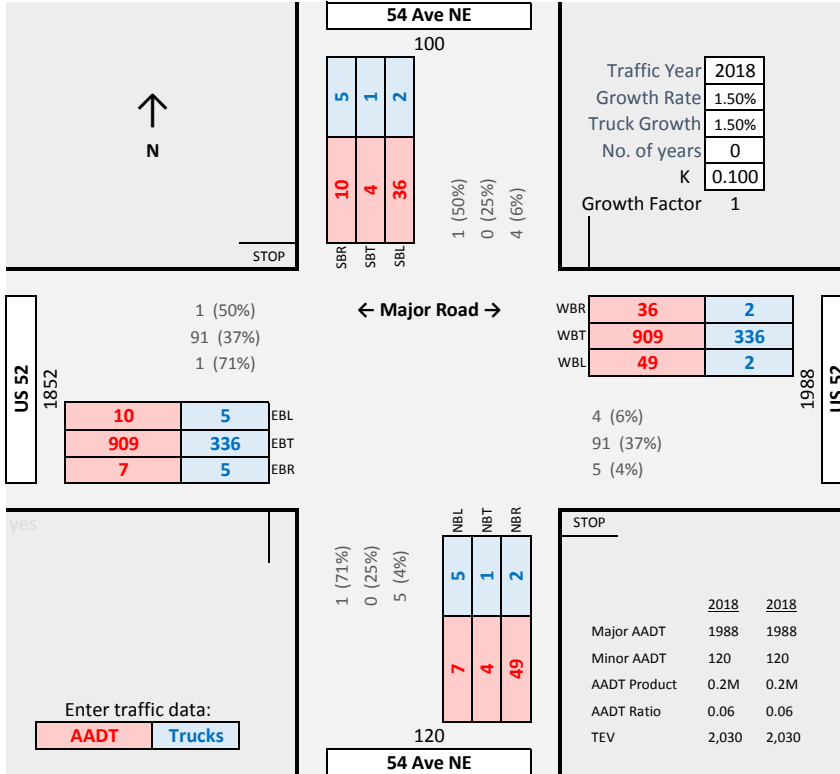 54 Ave NE
100
5 1 2
10 4 36
SBR SBT SBL
1 (50%)
0 (25%)
4 (6%)
N
STOP
Traffic Year 2018
Growth Rate 1.50%
Truck Growth 1.50%
No. of years 0
K 0.100
Growth Factor 1
US 52
1852
1 (50%)
91 (37%)
1 (71%)
← Major Road →
WBR 36 2
WBT 909 336
WBL 49 2
1988
US 52
10 5 EBL
909 336 EBT
7 5 EBR
4 (6%)
91 (37%)
5 (4%)
yes
1 (71%)
0 (25%)
5 (4%)
NBL NBT NBR
5 1 2
7 4 49
STOP
2018 2018
Major AADT 1988 1988
Minor AADT 120 120
AADT Product 0.2M 0.2M
AADT Ratio 0.06 0.06
TEV 2,030 2,030
Enter traffic data:
AADT Trucks
120
54 Ave NE